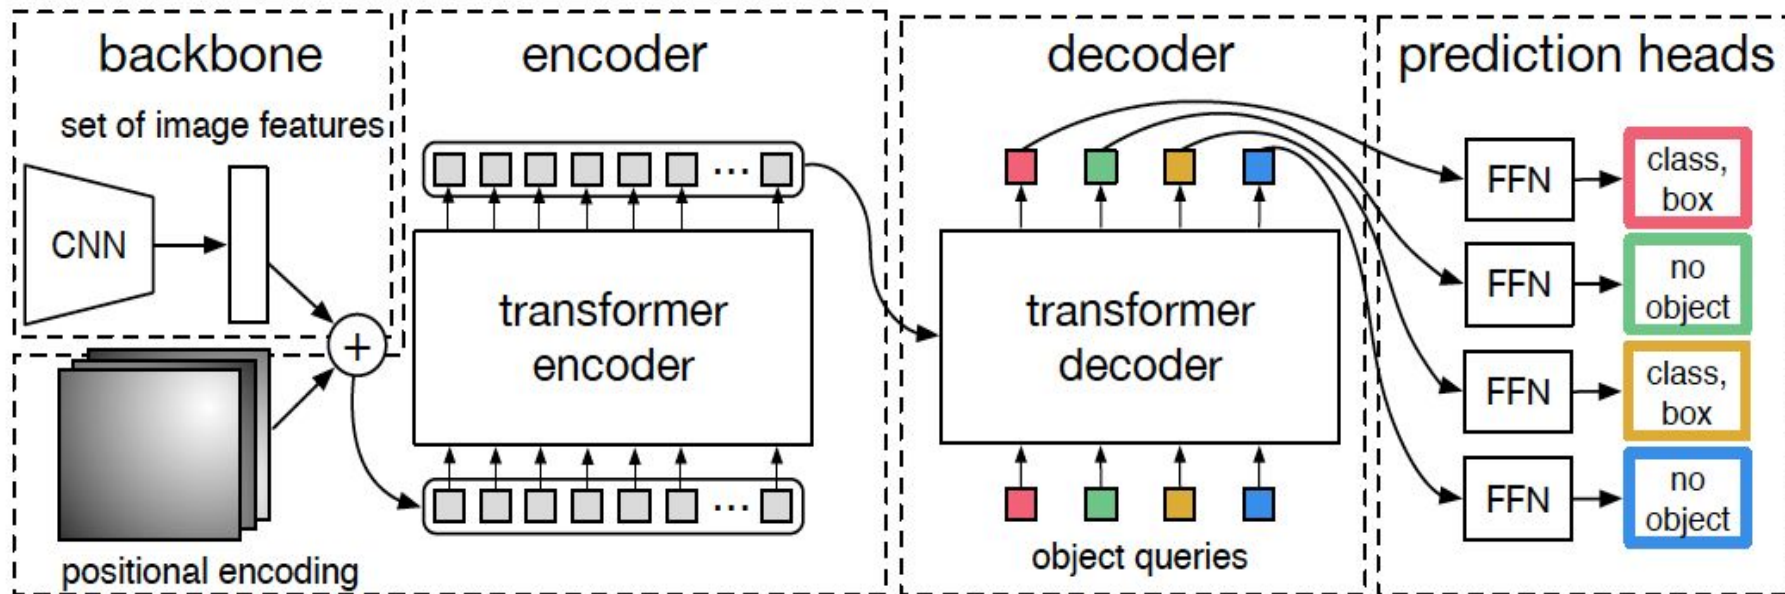 backbone
set of image features
CNN
+
positional encoding
encoder
...
transformer
encoder
...
decoder
transformer
decoder
object queries
prediction heads
FFN
class,
box
FFN
no
object
FFN
class,
box
FFN
no
object